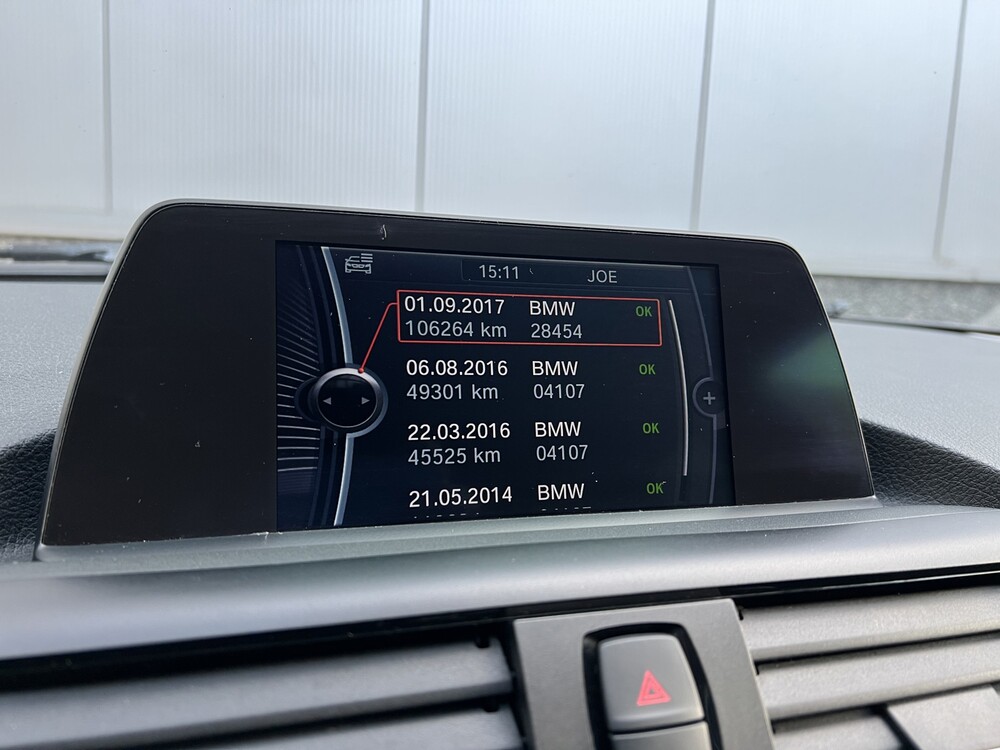 15:11 JOE
01.09.2017 BMW OK
106264 km 28454
06.08.2016 BMW OK
49301 km 04107
22.03.2016 BMW OK
45525 km 04107
21.05.2014 BMW OK